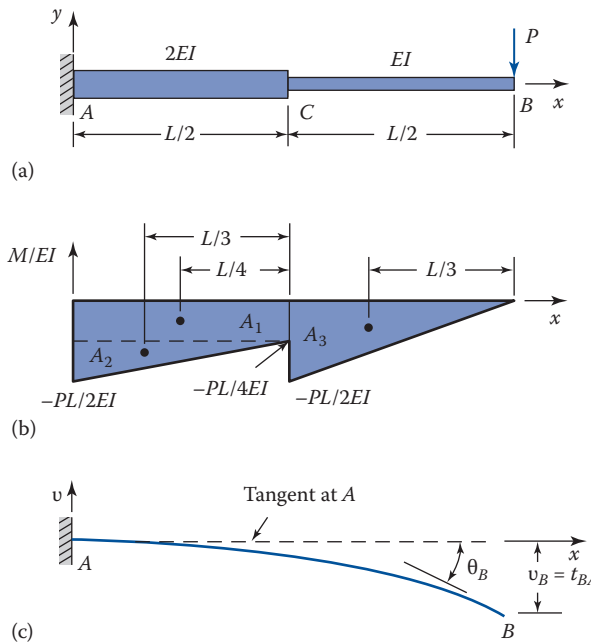 y
2EI
EI
P
A
C
B
x
L/2
L/2
(a)
M/EI
L/3
L/4
L/3
x
A1
A2
A3
−PL/2EI
−PL/4EI
−PL/2EI
(b)
υ
Tangent at A
x
A
θB
υB = tBA
B
(c)